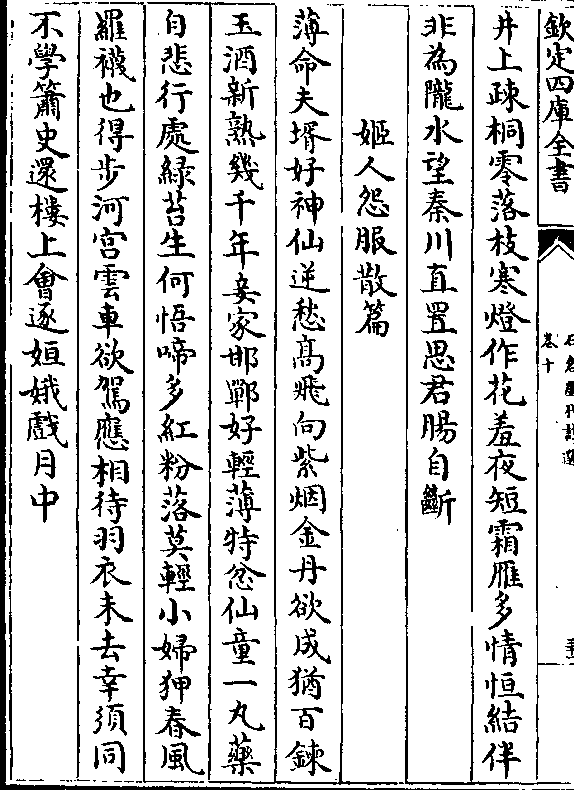 欽定四庫全書
石倉歷代詩選
卷十
井上疎桐零落枝寒燈作花羞夜短霜雁多情恒結伴
非為隴水望秦川直置思君腸自斷
姬人怨服散篇
薄命夫壻好神仙逆愁髙飛向紫烟金丹欲成猶百鍊
玉酒新熟幾千年妾家邯鄲好輕薄特忿仙童一丸藥
自悲行處緑苔生何悟啼多紅粉落莫輕小婦狎春風
羅襪也得步河宫雲車欲駕應相待羽衣未去幸須同
不學簫史還樓上會逐姮娥戲月中